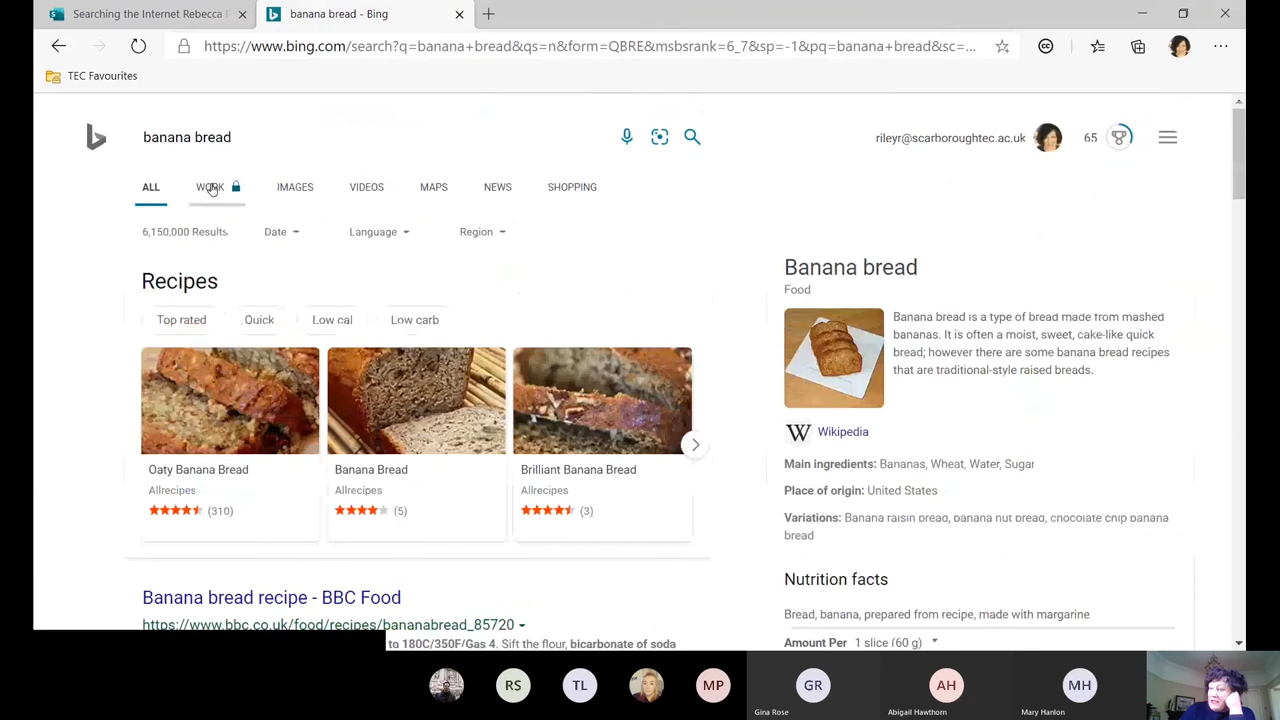 Searching the Internet Rebecca
banana bread - Bing
https://www.bing.com/search?q=banana+bread&qs=n&form=QBRE&msbsrank=6_7&sp=-1&pq=banana+bread&sc=...
TEC Favourites
banana bread
rileyr@scarboroughtec.ac.uk
65
ALL WORK IMAGES VIDEOS MAPS NEWS SHOPPING
6,150,000 Results Date Language Region
Recipes
Top rated Quick Low cal Low carb
Oaty Banana Bread
Allrecipes
(310)
Banana Bread
Allrecipes
(5)
Brilliant Banana Bread
Allrecipes
(3)
Banana bread recipe - BBC Food
https://www.bbc.co.uk/food/recipes/bananabread_85720
to 180C/350F/Gas 4. Sift the flour, bicarbonate of soda
Banana bread
Food
Banana bread is a type of bread made from mashed
bananas. It is often a moist, sweet, cake-like quick
bread; however there are some banana bread recipes
that are traditional-style raised breads.
W Wikipedia
Main ingredients: Bananas, Wheat, Water, Sugar
Place of origin: United States
Variations: Banana raisin bread, banana nut bread, chocolate chip banana
bread
Nutrition facts
Bread, banana, prepared from recipe, made with margarine
Amount Per 1 slice (60 g)
RS TL MP GR AH MH
Gina Rose Abigail Hawthorn Mary Hanlon